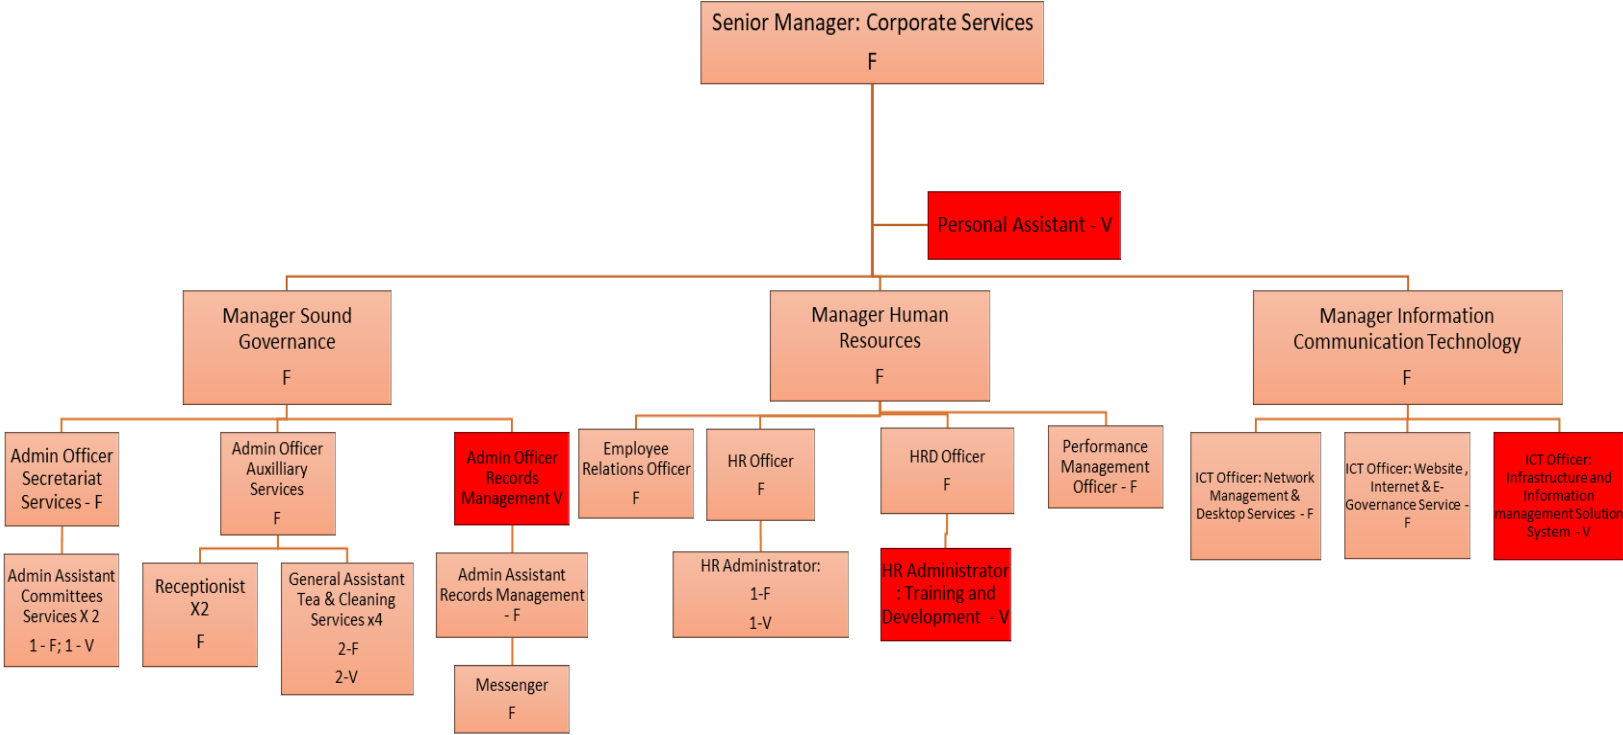 Senior Manager: Corporate Services
F
Personal Assistant - V
Manager Sound
Governance
F
Manager Human
Resources
F
Manager Information
Communication Technology
F
Admin Officer
Secretariat
Services - F
Admin Officer
Auxilliary
Services
F
Admin Officer
Records
Management V
Employee
Relations Officer
F
HR Officer
F
HRD Officer
F
Performance
Management
Officer - F
ICT Officer: Network
Management &
Desktop Services - F
ICT Officer: Website ,
Internet & E-
Governance Service -
F
ICT Officer:
Infrastructure and
Information
management Solution
System - V
Admin Assistant
Committees
Services X 2
1 - F; 1 - V
Receptionist
X2
F
General Assistant
Tea & Cleaning
Services x4
2-F
2-V
Admin Assistant
Records Management
- F
Messenger
F
HR Administrator:
1-F
1-V
HR Administrator
: Training and
Development - V